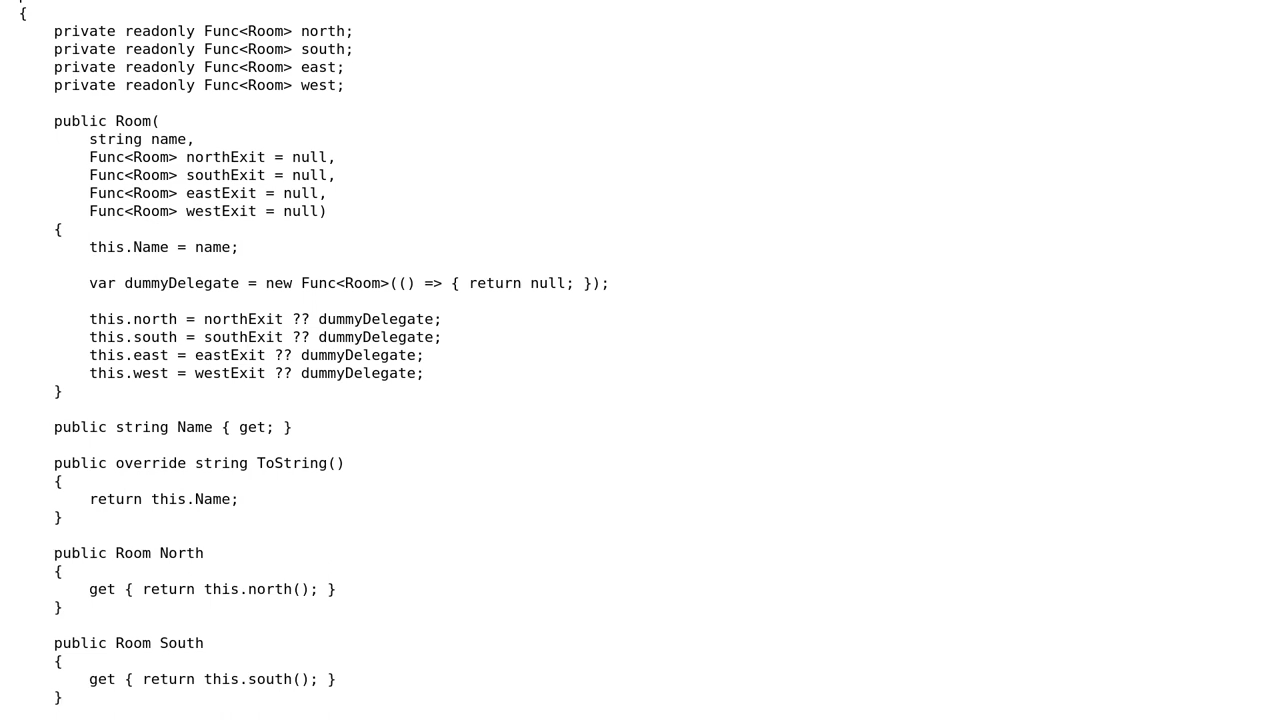 {
    private readonly Func<Room> north;
    private readonly Func<Room> south;
    private readonly Func<Room> east;
    private readonly Func<Room> west;

    public Room(
        string name,
        Func<Room> northExit = null,
        Func<Room> southExit = null,
        Func<Room> eastExit = null,
        Func<Room> westExit = null)
    {
        this.Name = name;

        var dummyDelegate = new Func<Room>(() => { return null; });

        this.north = northExit ?? dummyDelegate;
        this.south = southExit ?? dummyDelegate;
        this.east = eastExit ?? dummyDelegate;
        this.west = westExit ?? dummyDelegate;
    }

    public string Name { get; }

    public override string ToString()
    {
        return this.Name;
    }

    public Room North
    {
        get { return this.north(); }
    }

    public Room South
    {
        get { return this.south(); }
    }